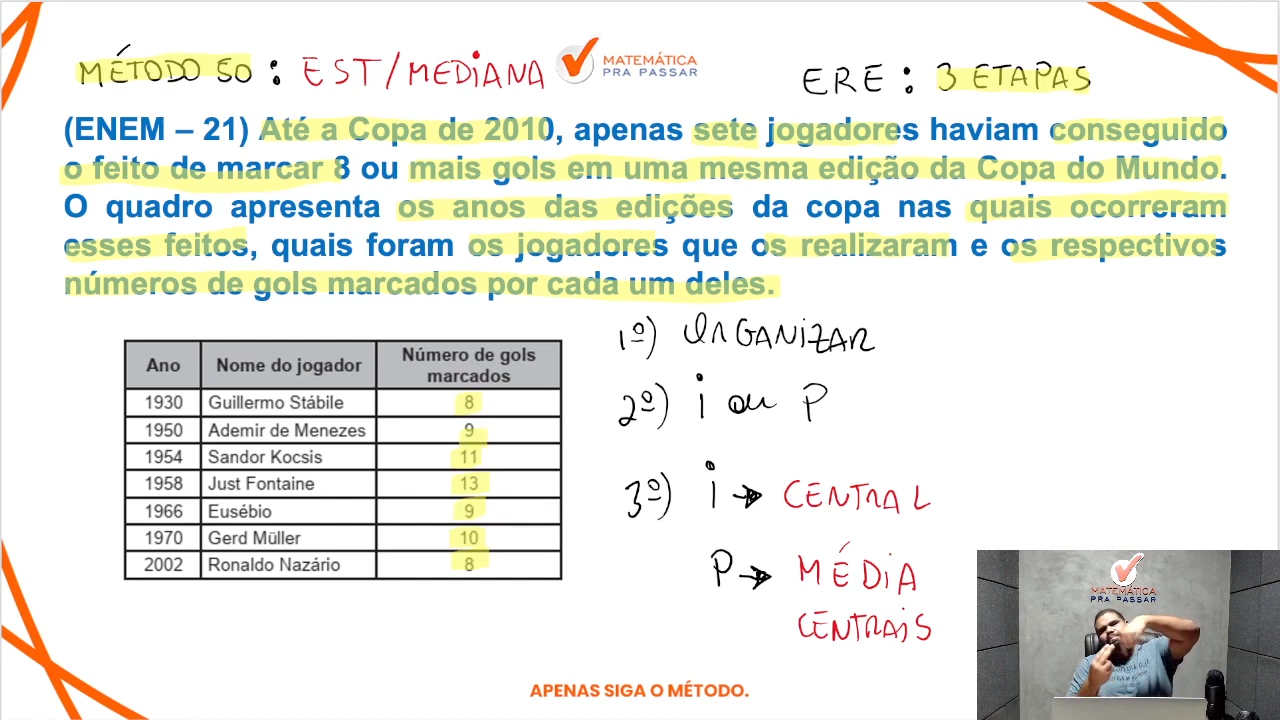 MÉTODO 50 : EST/MEDIANA
MATEMÁTICA
PRA PASSAR
ERE : 3 ETAPAS
(ENEM – 21) Até a Copa de 2010, apenas sete jogadores haviam conseguido
o feito de marcar 8 ou mais gols em uma mesma edição da Copa do Mundo.
O quadro apresenta os anos das edições da copa nas quais ocorreram
esses feitos, quais foram os jogadores que os realizaram e os respectivos
números de gols marcados por cada um deles.
Ano Nome do jogador Número de gols marcados
1930 Guillermo Stábile 8
1950 Ademir de Menezes 9
1954 Sandor Kocsis 11
1958 Just Fontaine 13
1966 Eusébio 9
1970 Gerd Müller 10
2002 Ronaldo Nazário 8
1º) ORGANIZAR
2º) i ou P
3º) i → CENTRAL
P → MÉDIA
CENTRAIS
MATEMÁTICA
PRA PASSAR
APENAS SIGA O MÉTODO.